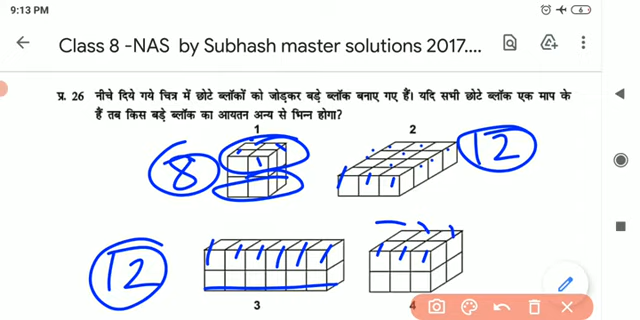 9:13 PM
6
Class 8 -NAS by Subhash master solutions 2017....
प्र. 26 नीचे दिये गये चित्र में छोटे ब्लॉकों को जोड़कर बड़े ब्लॉक बनाए गए हैं। यदि सभी छोटे ब्लॉक एक माप के
हैं तब किस बड़े ब्लॉक का आयतन अन्य से भिन्न होगा?
1
2
8
12
12
3
4